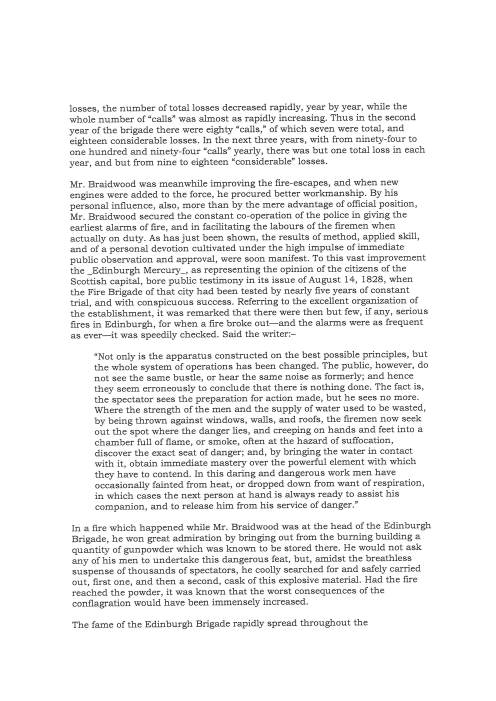 losses, the number of total losses decreased rapidly, year by year, while the
whole number of “calls” was almost as rapidly increasing. Thus in the second
year of the brigade there were eighty “calls,” of which seven were total, and
eighteen considerable losses. In the next three years, with from ninety-four to
one hundred and ninety-four “calls” yearly, there was but one total loss in each
year, and but from nine to eighteen “considerable” losses.

Mr. Braidwood was meanwhile improving the fire-escapes, and when new
engines were added to the force, he procured better workmanship. By his
personal influence, also, more than by the mere advantage of official position,
Mr. Braidwood secured the constant co-operation of the police in giving the
earliest alarms of fire, and in facilitating the labours of the firemen when
actually on duty. As has just been shown, the results of method, applied skill,
and of a personal devotion cultivated under the high impulse of immediate
public observation and approval, were soon manifest. To this vast improvement
the _Edinburgh Mercury_, as representing the opinion of the citizens of the
Scottish capital, bore public testimony in its issue of August 14, 1828, when
the Fire Brigade of that city had been tested by nearly five years of constant
trial, and with conspicuous success. Referring to the excellent organization of
the establishment, it was remarked that there were then but few, if any, serious
fires in Edinburgh, for when a fire broke out—and the alarms were as frequent
as ever—it was speedily checked. Said the writer:–

“Not only is the apparatus constructed on the best possible principles, but
the whole system of operations has been changed. The public, however, do
not see the same bustle, or hear the same noise as formerly; and hence
they seem erroneously to conclude that there is nothing done. The fact is,
the spectator sees the preparation for action made, but he sees no more.
Where the strength of the men and the supply of water used to be wasted,
by being thrown against windows, walls, and roofs, the firemen now seek
out the spot where the danger lies, and creeping on hands and feet into a
chamber full of flame, or smoke, often at the hazard of suffocation,
discover the exact seat of danger; and, by bringing the water in contact
with it, obtain immediate mastery over the powerful element with which
they have to contend. In this daring and dangerous work men have
occasionally fainted from heat, or dropped down from want of respiration,
in which cases the next person at hand is always ready to assist his
companion, and to release him from his service of danger.”

In a fire which happened while Mr. Braidwood was at the head of the Edinburgh
Brigade, he won great admiration by bringing out from the burning building a
quantity of gunpowder which was known to be stored there. He would not ask
any of his men to undertake this dangerous feat, but, amidst the breathless
suspense of thousands of spectators, he coolly searched for and safely carried
out, first one, and then a second, cask of this explosive material. Had the fire
reached the powder, it was known that the worst consequences of the
conflagration would have been immensely increased.

The fame of the Edinburgh Brigade rapidly spread throughout the